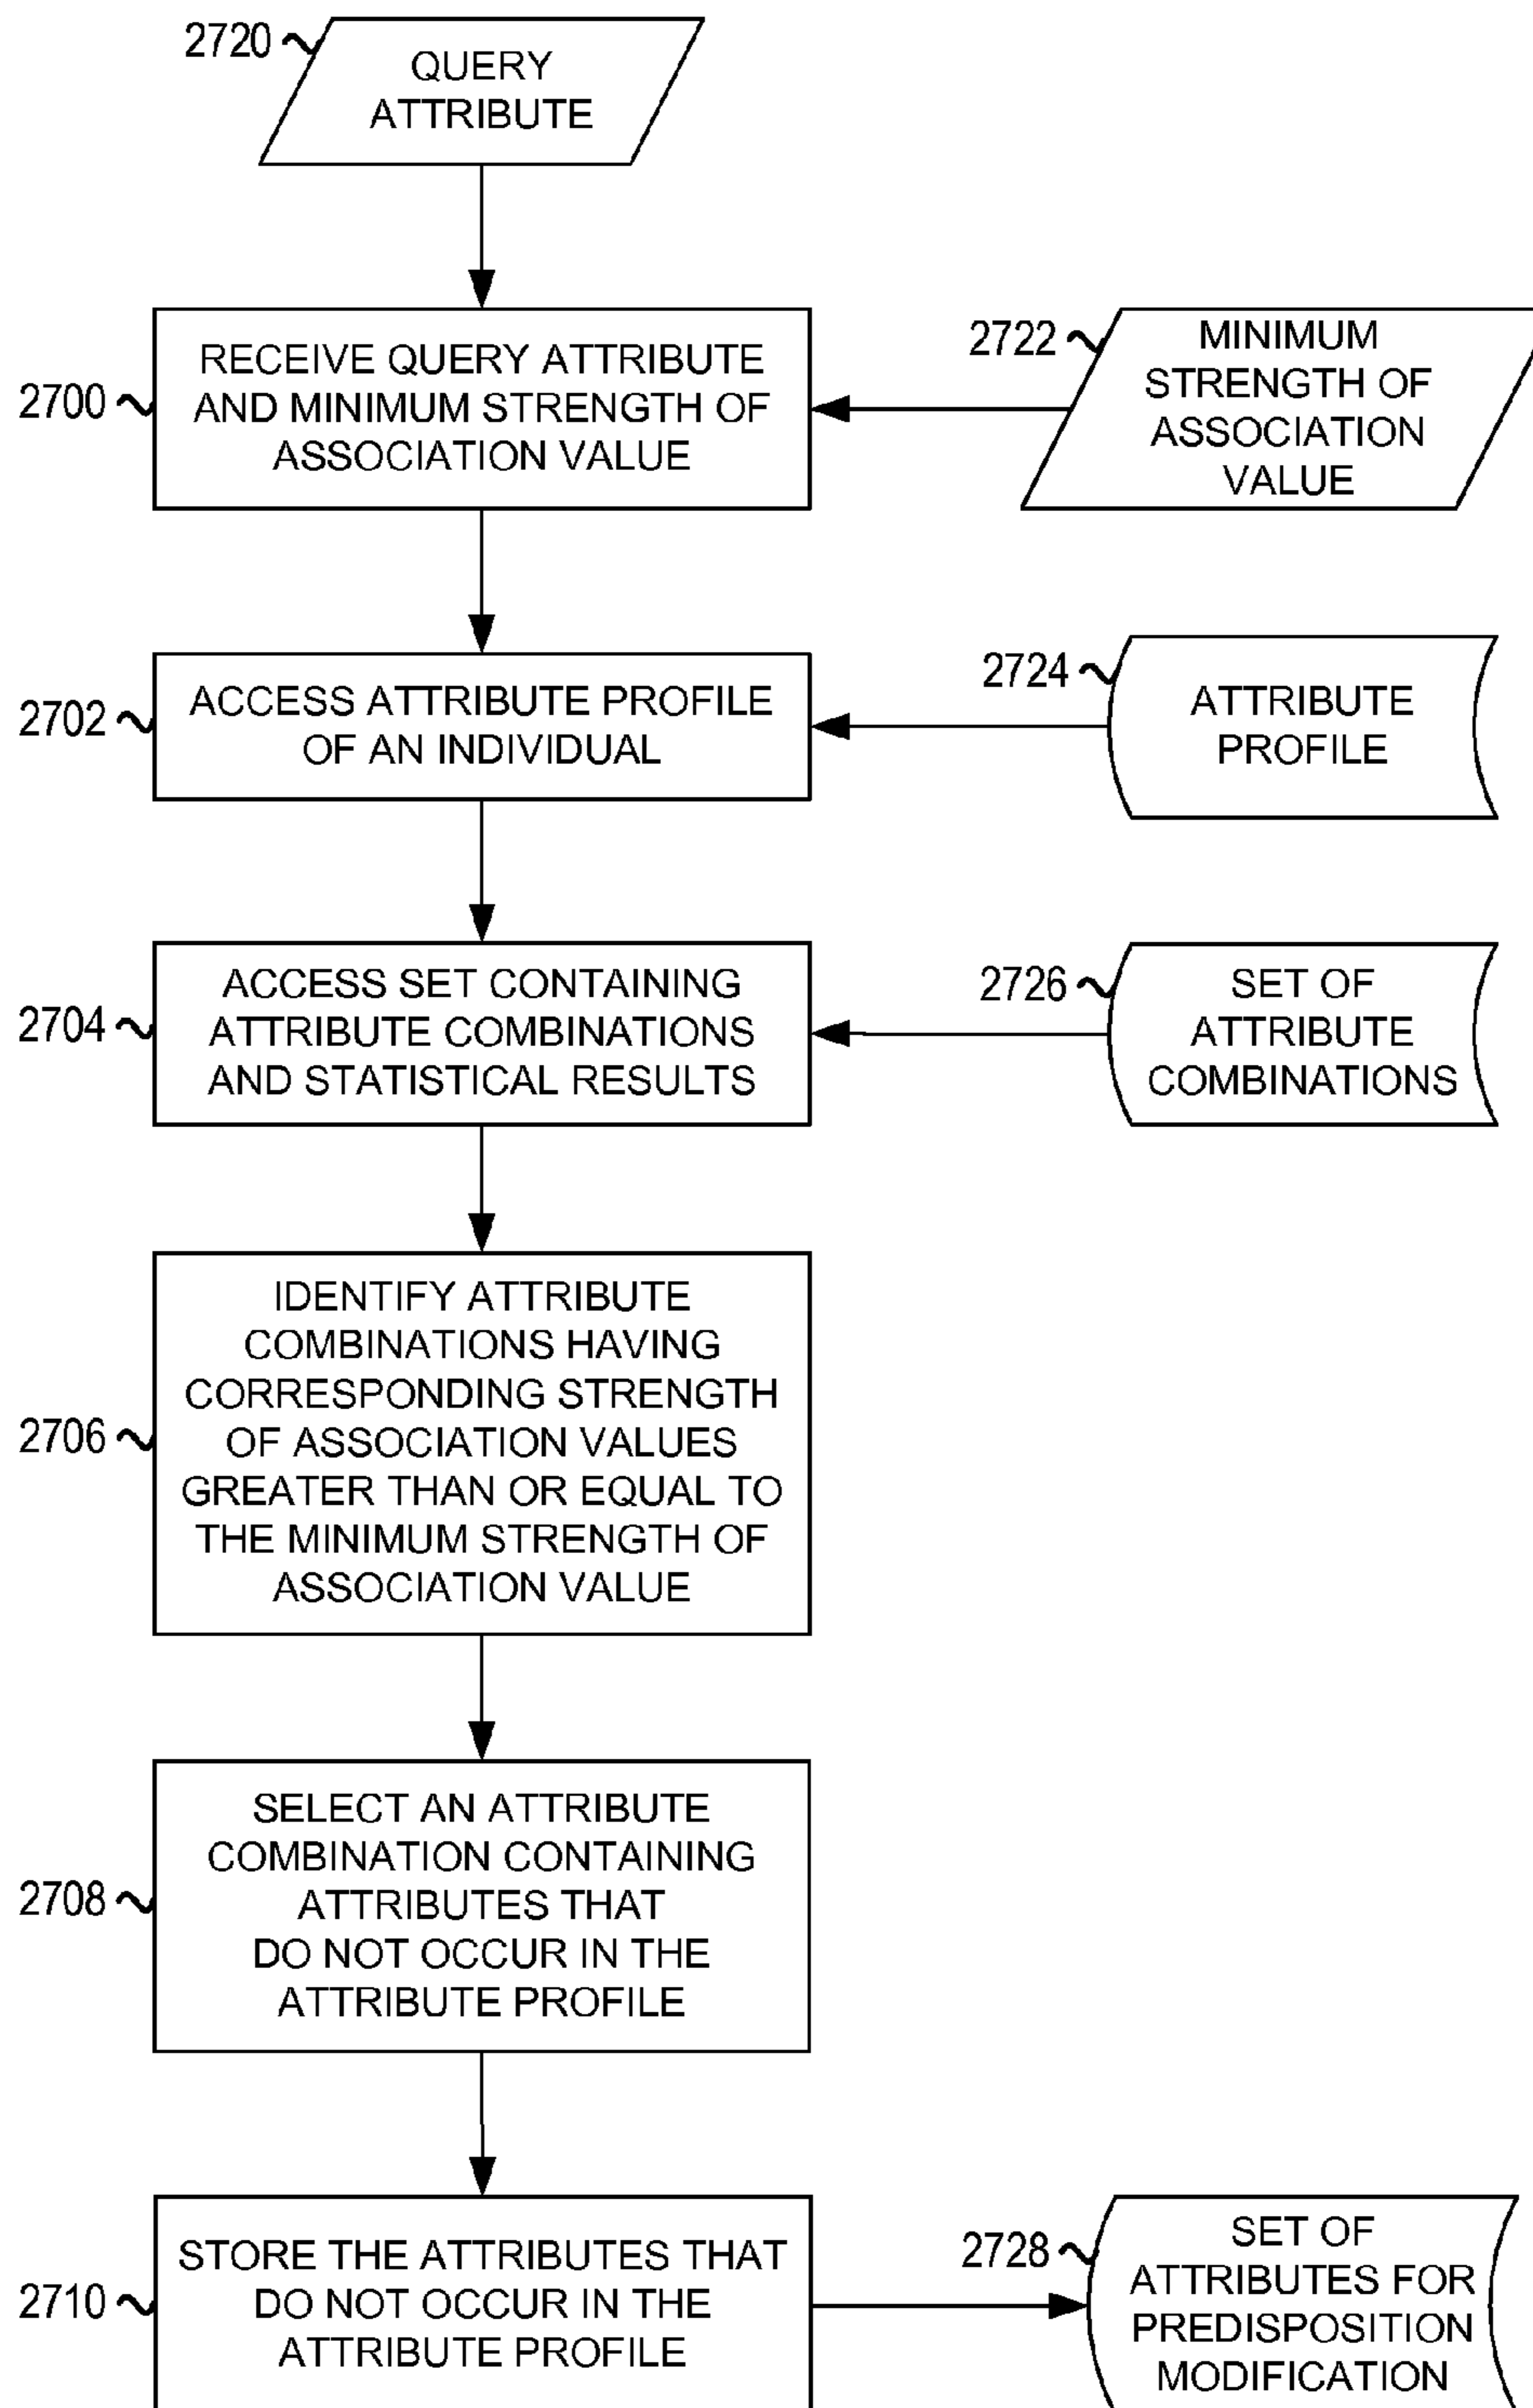 2720
QUERY
ATTRIBUTE
2700
RECEIVE QUERY ATTRIBUTE
AND MINIMUM STRENGTH OF
ASSOCIATION VALUE
2722
MINIMUM
STRENGTH OF
ASSOCIATION
VALUE
2702
ACCESS ATTRIBUTE PROFILE
OF AN INDIVIDUAL
2724
ATTRIBUTE
PROFILE
2704
ACCESS SET CONTAINING
ATTRIBUTE COMBINATIONS
AND STATISTICAL RESULTS
2726
SET OF
ATTRIBUTE
COMBINATIONS
2706
IDENTIFY ATTRIBUTE
COMBINATIONS HAVING
CORRESPONDING STRENGTH
OF ASSOCIATION VALUES
GREATER THAN OR EQUAL TO
THE MINIMUM STRENGTH OF
ASSOCIATION VALUE
2708
SELECT AN ATTRIBUTE
COMBINATION CONTAINING
ATTRIBUTES THAT
DO NOT OCCUR IN THE
ATTRIBUTE PROFILE
2710
STORE THE ATTRIBUTES THAT
DO NOT OCCUR IN THE
ATTRIBUTE PROFILE
2728
SET OF
ATTRIBUTES FOR
PREDISPOSITION
MODIFICATION